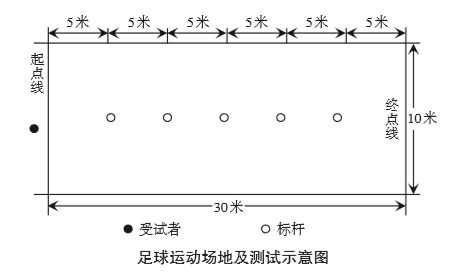 5米 5米 5米 5米 5米 5米
起点线
终点线
10米
30米
受试者 标杆
足球运动场地及测试示意图